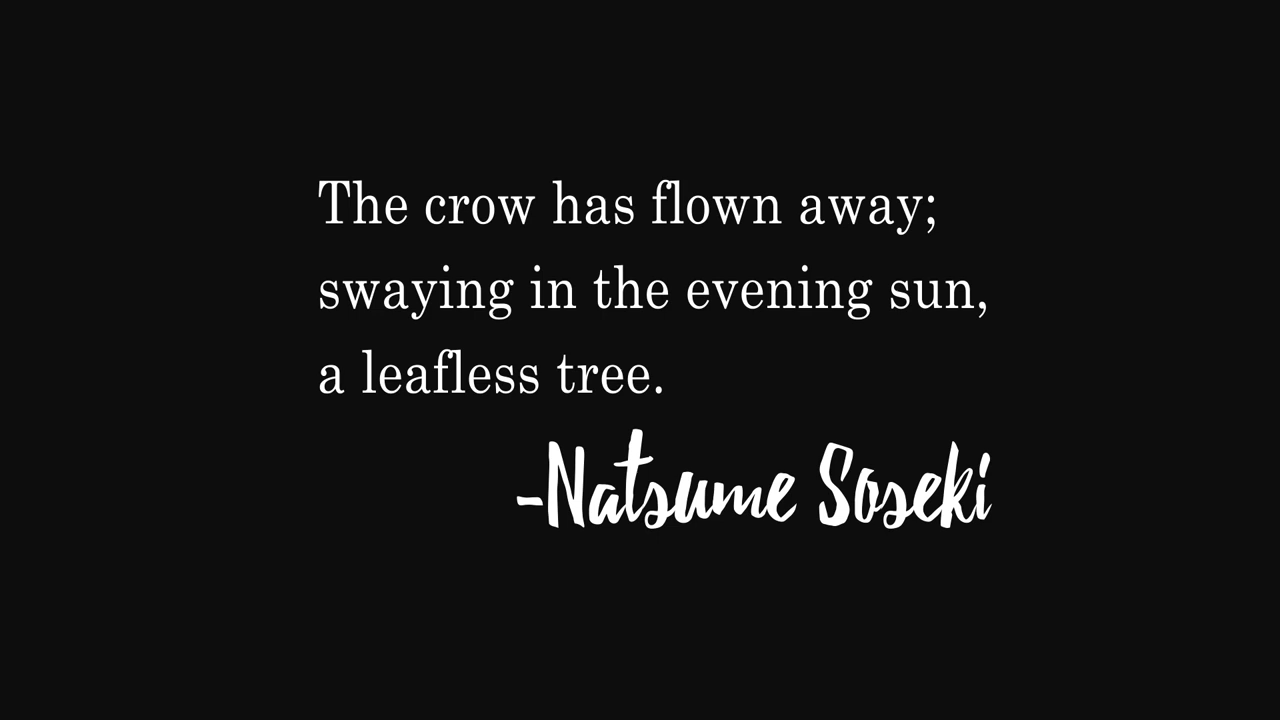 The crow has flown away;
swaying in the evening sun,
a leafless tree.
-Natsume Soseki